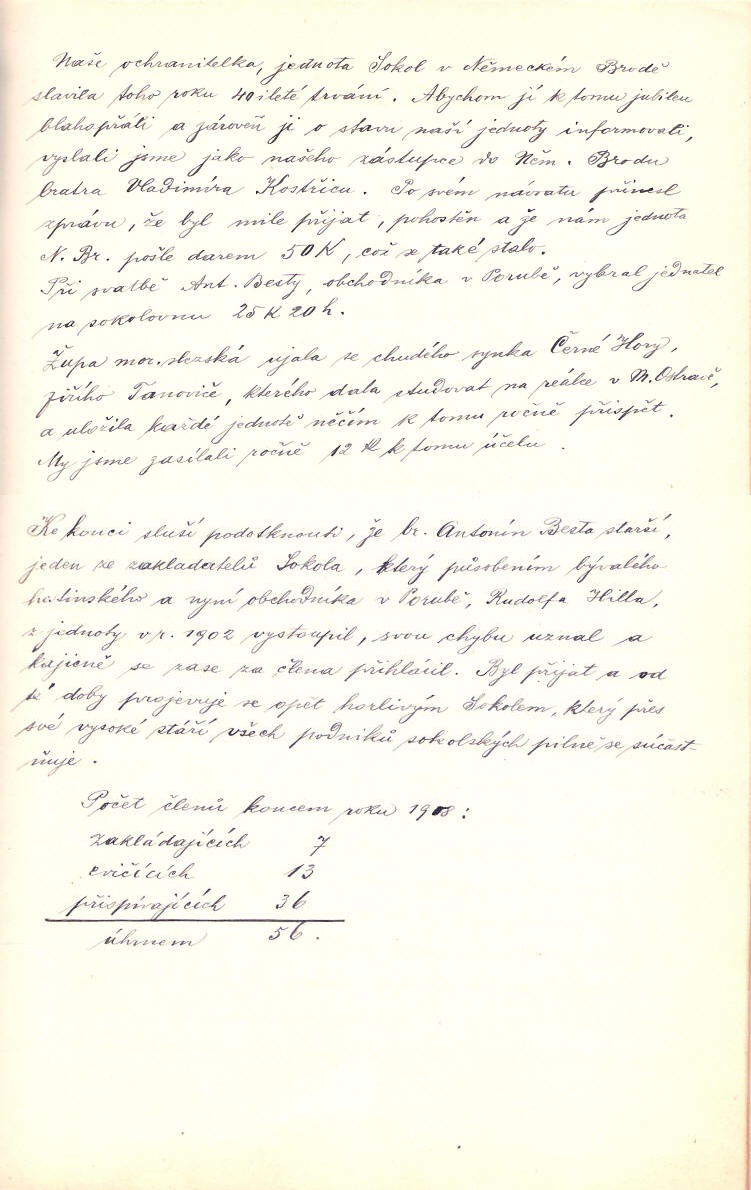 Naše ochranitelka, jednota Sokol v Německém Brodě
slavila toho roku 40ileté trvání. Abychom jí k tomu jubileu
blahopřáli a zároveň ji o stavu naší jednoty informovali,
vyslali jsme jako našeho zástupce do Něm. Brodu
bratra Vladimíra Kostřicu. Po svém návratu přinesl
zprávu, že byl mile přijat, pohostěn a že nám jednota
N. Br. pošle darem 50 K, což se také stalo.
Při svatbě Ant. Besty, obchodníka v Porubě, vybral jednatel
na sokolovnu 25 K 20 h.
Župa mor. slezská ujala se chudého synka Černé Hory,
Jiřího Tanoviče, kterého dala studovat na reálce v M. Ostravě,
a uložila každé jednotě něčím k tomu ročně přispět.
My jsme zasílali ročně 12 K k tomu účelu.
Ke konci sluší podotknouti, že br. Antonín Besta starší,
jeden ze zakladatelů Sokola, který působením bývalého
hostinského a nyní obchodníka v Porubě, Rudolfa Hilla,
z jednoty v r. 1902 vystoupil, svou chybu uznal a
kajicně se zase za člena přihlásil. Byl přijat a od
té doby projevuje se opět horlivým Sokolem, který přes
své vysoké stáří všech podniků sokolských pilně se súčast-
ňuje.
Počet členů koncem roku 1908:
zakládajících 7
cvičících 13
přispívajících 36
úhrnem 56.